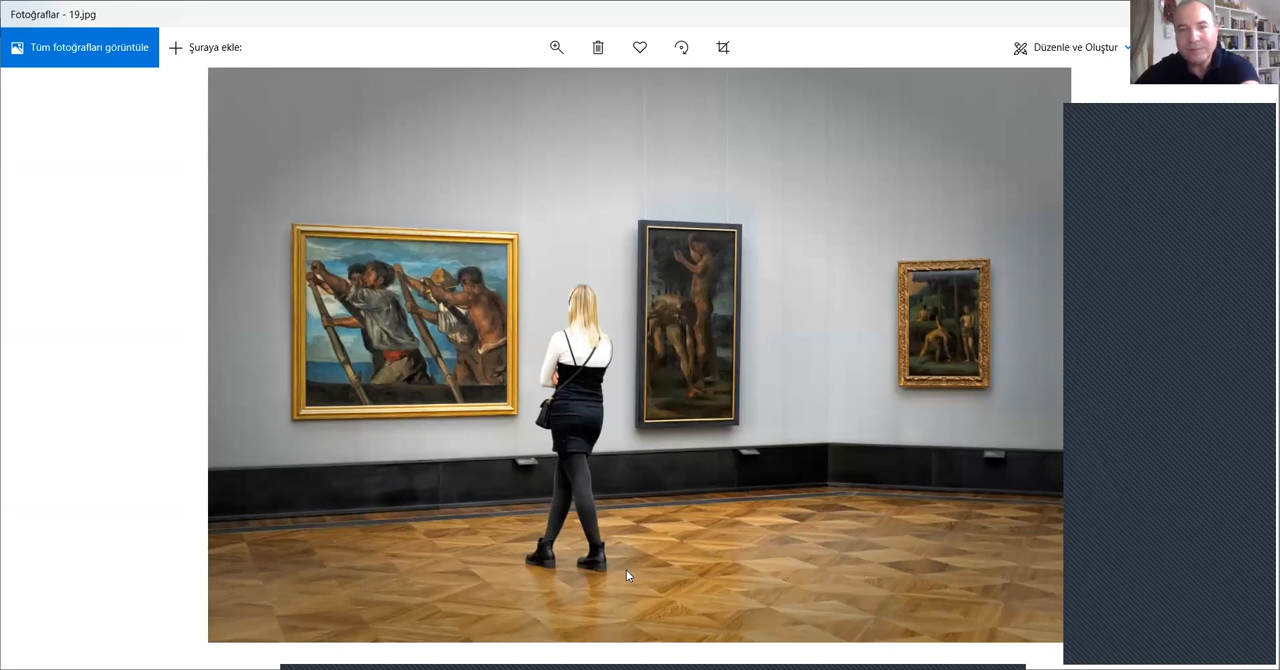 Fotoğraflar - 19.jpg
Tüm fotoğrafları görüntüle
Şuraya ekle:
Düzenle ve Oluştur